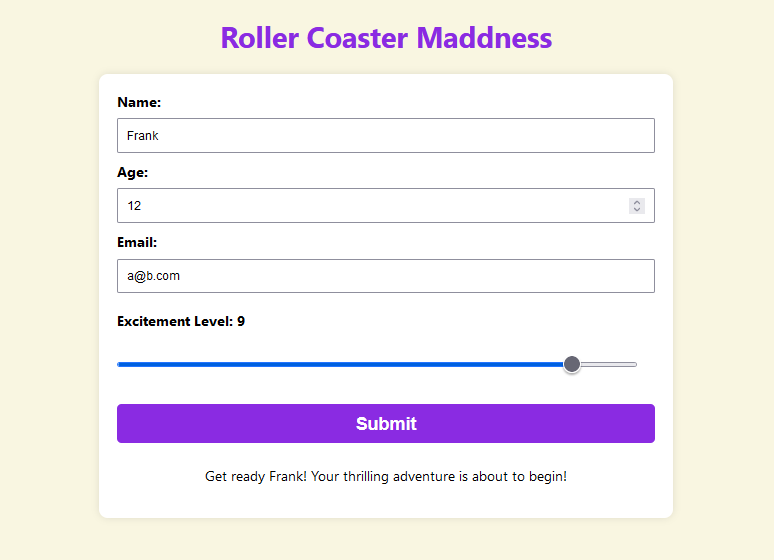 Roller Coaster Maddness
Name:
Frank
Age:
12
Email:
a@b.com
Excitement Level: 9
Submit
Get ready Frank! Your thrilling adventure is about to begin!